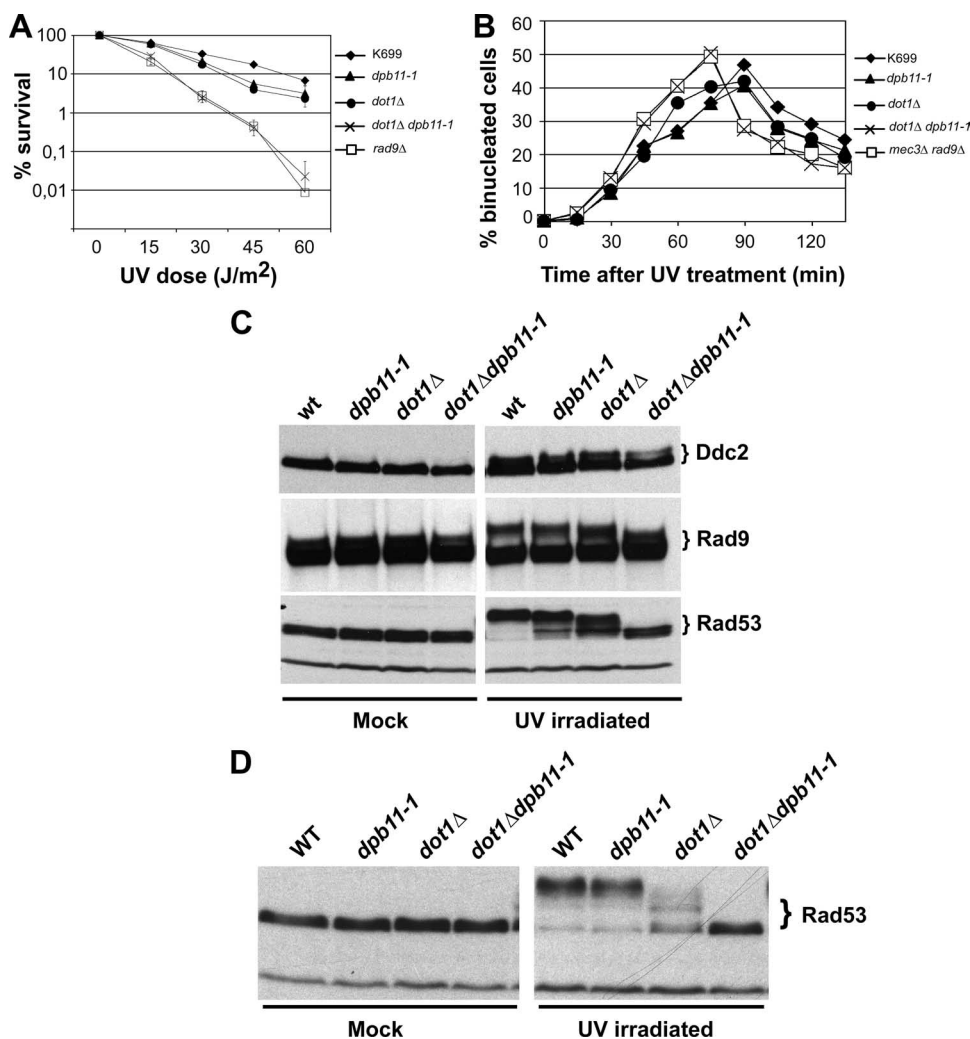 A
% survival
100
10
1
0,1
0,01
0 15 30 45 60
UV dose (J/m2)
K699
dpb11-1
dot1Δ
dot1Δ dpb11-1
rad9Δ
B
% binucleated cells
60
50
40
30
20
10
0
0 30 60 90 120
Time after UV treatment (min)
K699
dpb11-1
dot1Δ
dot1Δ dpb11-1
mec3Δ rad9Δ
C
wt dpb11-1 dot1Δ dot1Δdpb11-1
wt dpb11-1 dot1Δ dot1Δdpb11-1
} Ddc2
} Rad9
} Rad53
Mock UV irradiated
D
WT dpb11-1 dot1Δ dot1Δdpb11-1
WT dpb11-1 dot1Δ dot1Δdpb11-1
} Rad53
Mock UV irradiated